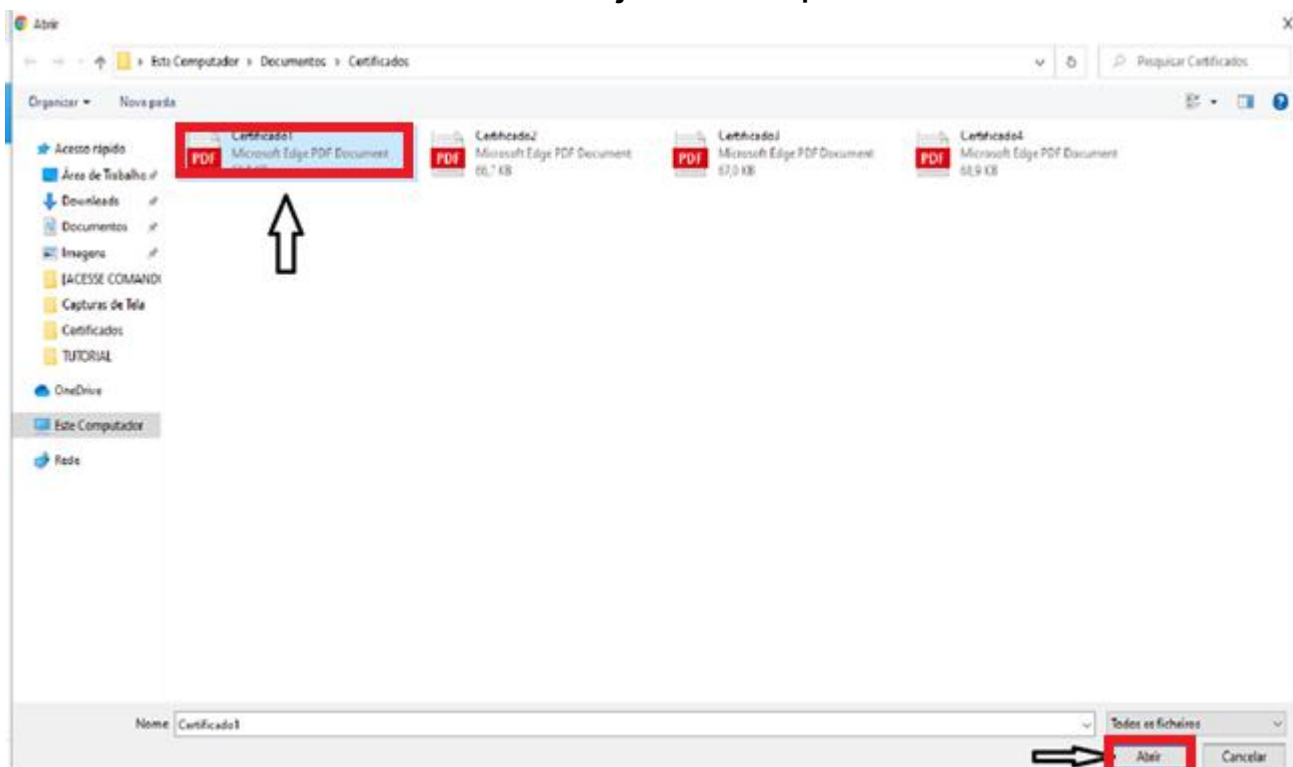 Abrir
Este Computador > Documentos > Certificados
Pesquisar Certificados
Organizar
Nova pasta
Acesso rápido
Área de Trabalho
Downloads
Documentos
Imagens
[ACESSE COMAND
Capturas de Tela
Certificados
TUTORIAL
OneDrive
Este Computador
Rede
PDF
Certificado1
Microsoft Edge PDF Document
PDF
Certificado2
Microsoft Edge PDF Document
66,7 KB
PDF
Certificado3
Microsoft Edge PDF Document
67,0 KB
PDF
Certificado4
Microsoft Edge PDF Document
68,9 KB
Nome
Certificado1
Todos os ficheiros
Abrir
Cancelar